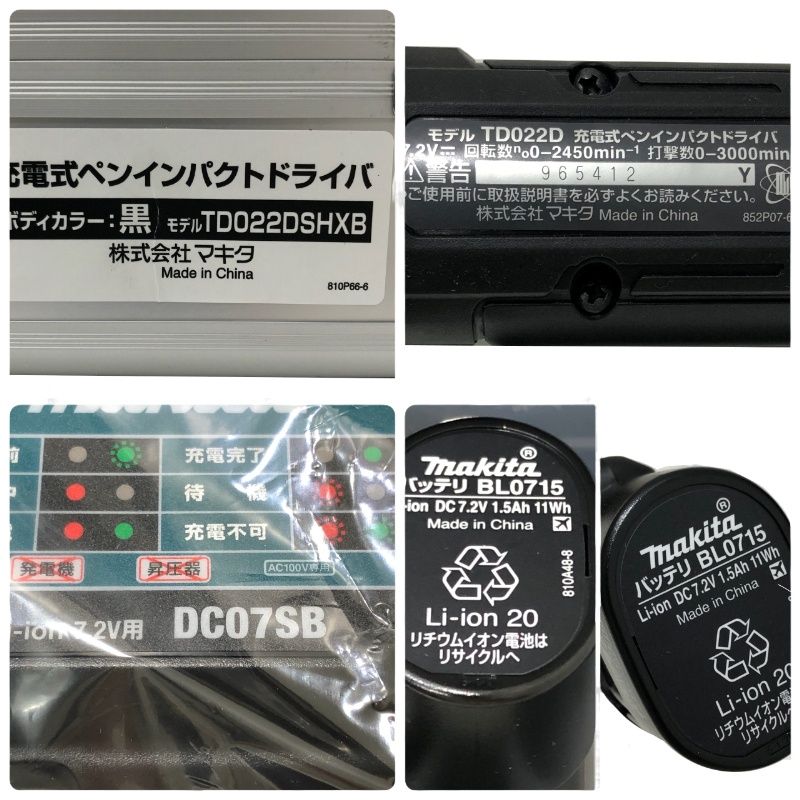 充電式ペンインパクトドライバ
ボディカラー：黒 モデルTD022DSHXB
株式会社 マキタ
Made in China
810P66-6
モデル TD022D 充電式ペンインパクトドライバ
7.2V⎓ 回転数n₀0-2450min⁻¹ 打撃数0-3000min
警告 965412 Y
ご使用前に取扱説明書を必ずよくお読みください。
株式会社 マキタ Made in China 852P07-6
前 充電完了
中 待機
充電不可
発電機 昇圧器 AC100V専用
Li-ion 7.2V用 DC07SB
makita®
バッテリ BL0715
Li-ion DC 7.2V 1.5Ah 11Wh
Made in China
810A48-8
Li-ion 20
リチウムイオン電池は
リサイクルへ
makita®
バッテリ BL0715
Li-ion DC 7.2V 1.5Ah 11Wh
Made in China
Li-ion 20
リチウムイオン電
リサイクル